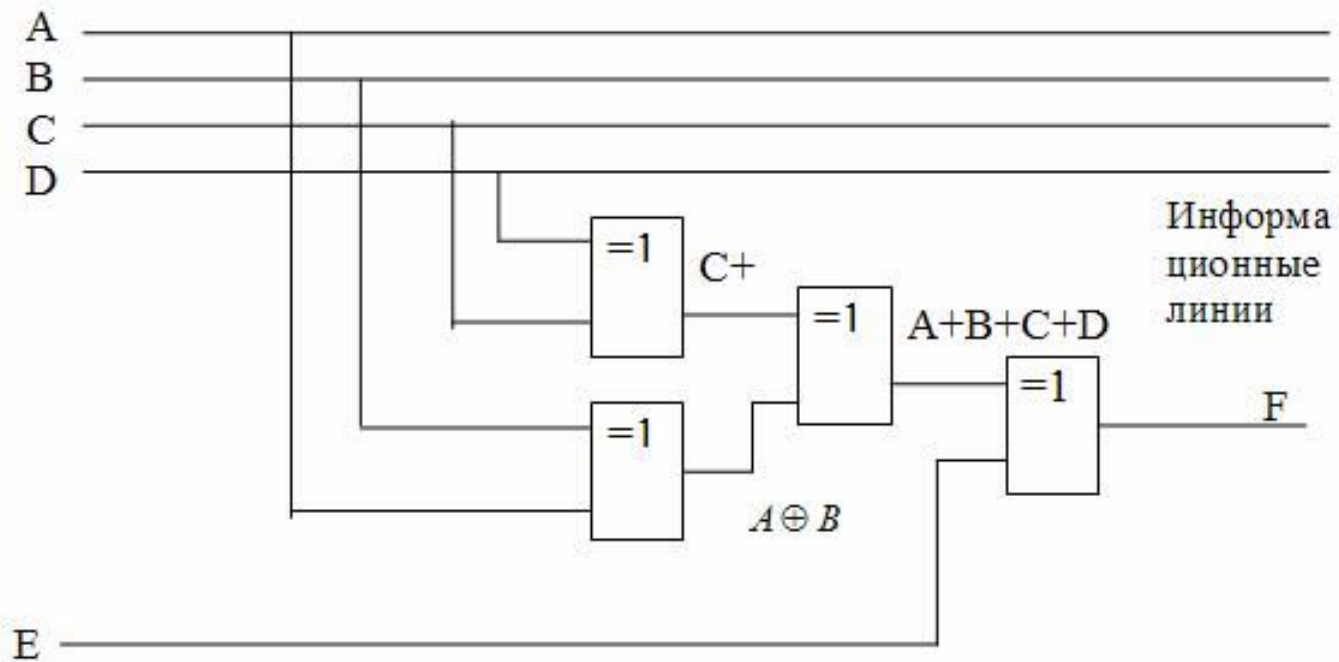 A
B
C
D
Информа
ционные
линии
=1
C+
=1
A+B+C+D
=1
F
=1
A⊕B
E